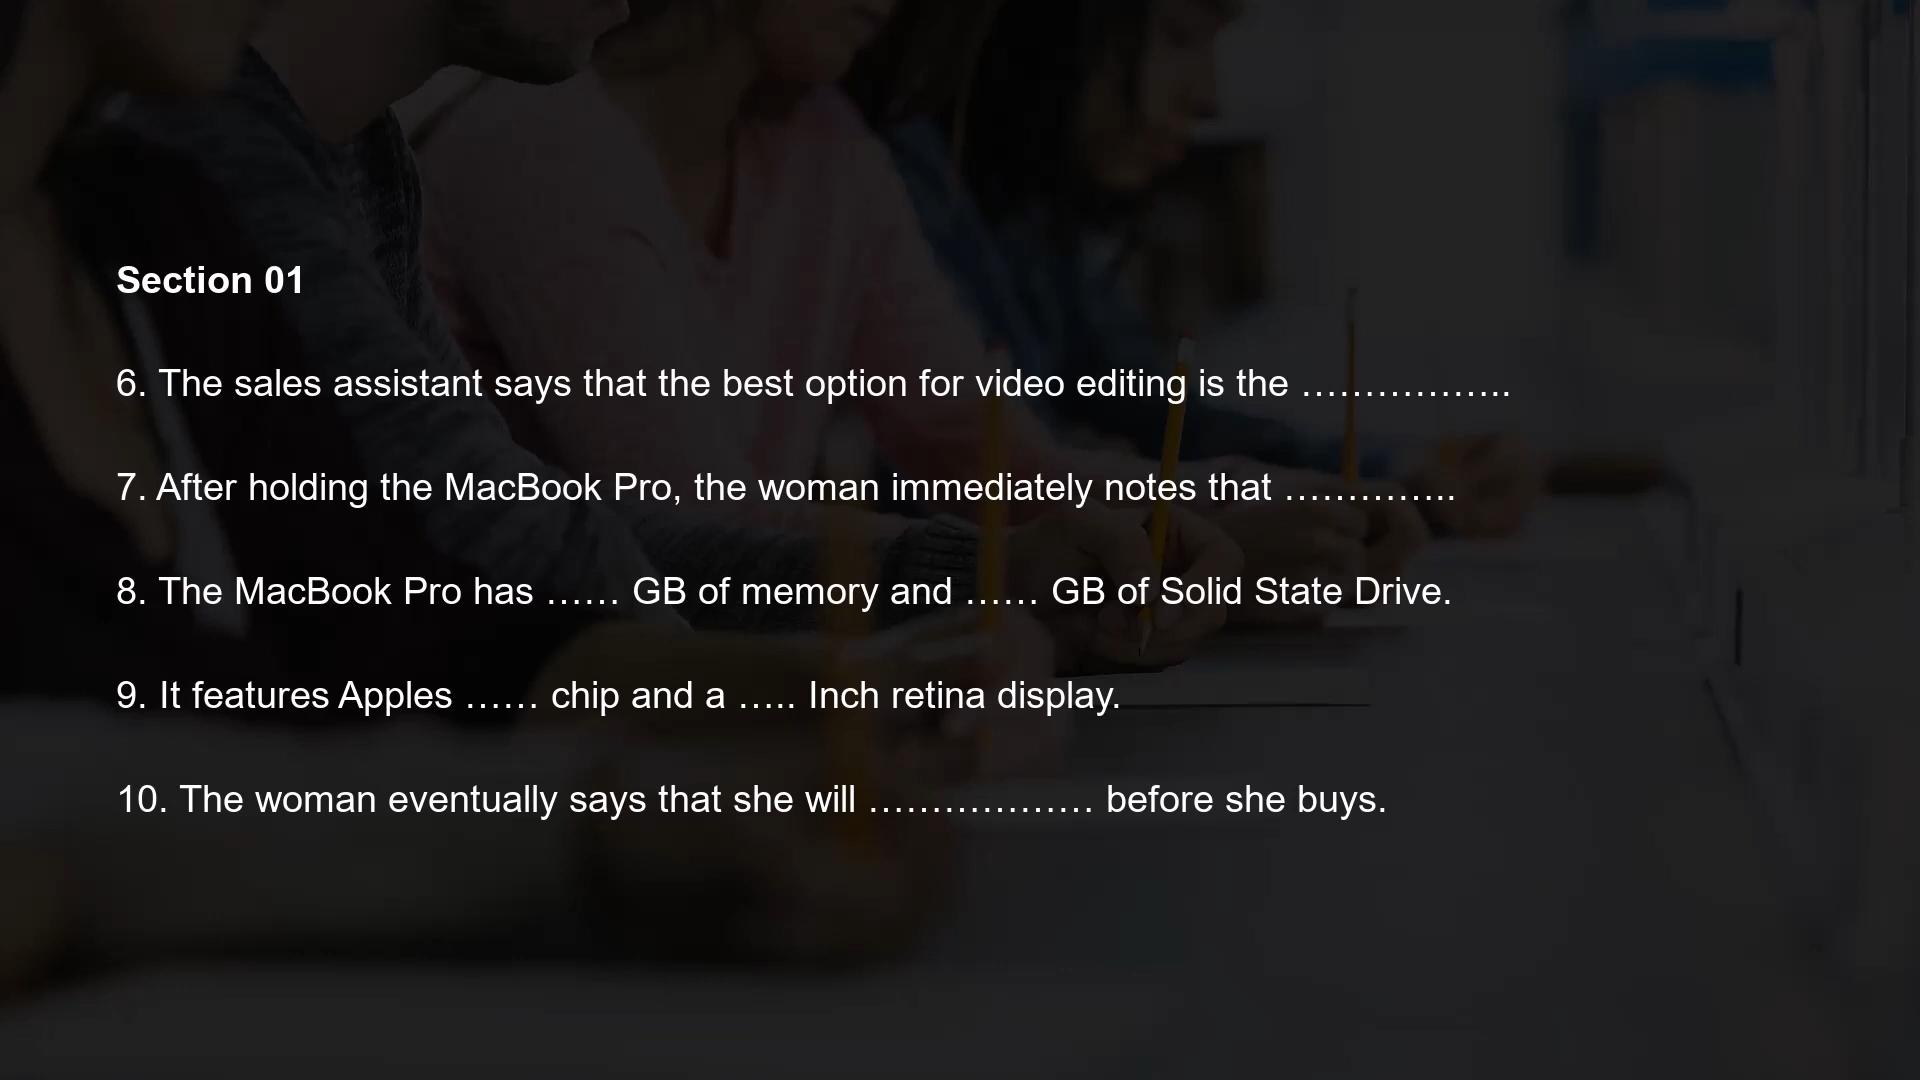 Section 01
6. The sales assistant says that the best option for video editing is the ……………..
7. After holding the MacBook Pro, the woman immediately notes that …………..
8. The MacBook Pro has …… GB of memory and …… GB of Solid State Drive.
9. It features Apples …… chip and a ….. Inch retina display.
10. The woman eventually says that she will ……………… before she buys.